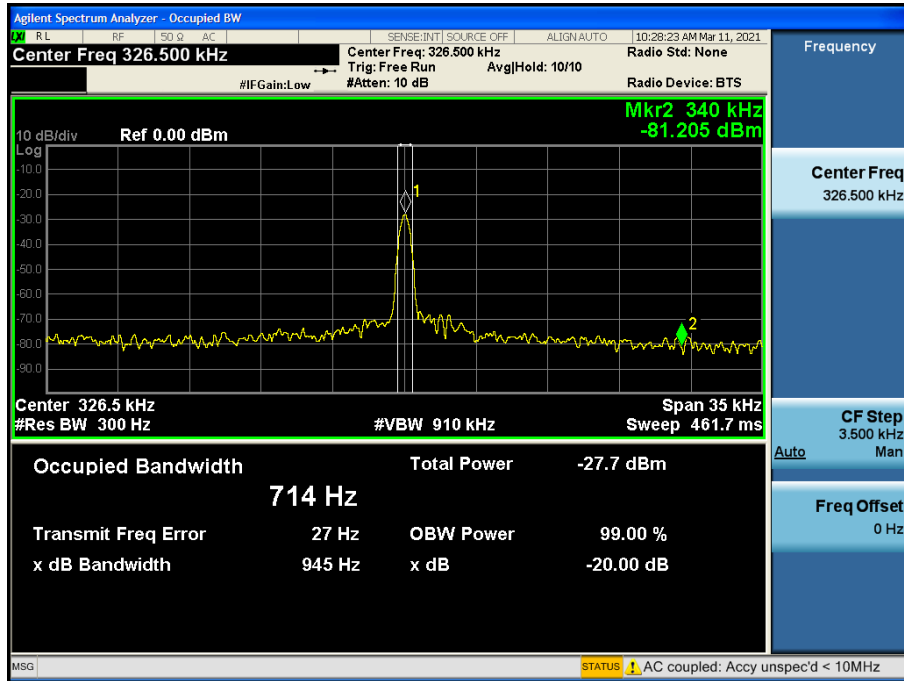 Agilent Spectrum Analyzer - Occupied BW
LXI RL RF 50 Ω AC SENSE:INT SOURCE OFF ALIGN AUTO 10:28:23 AM Mar 11, 2021
Center Freq 326.500 kHz
Center Freq: 326.500 kHz
Radio Std: None
Trig: Free Run
Avg|Hold: 10/10
#IFGain:Low
#Atten: 10 dB
Radio Device: BTS
Mkr2 340 kHz
-81.205 dBm
10 dB/div
Ref 0.00 dBm
Log
-10.0
-20.0
-30.0
-40.0
-50.0
-60.0
-70.0
-80.0
-90.0
1
2
Center 326.5 kHz
Span 35 kHz
#Res BW 300 Hz
#VBW 910 kHz
Sweep 461.7 ms
Occupied Bandwidth
714 Hz
Total Power -27.7 dBm
Transmit Freq Error 27 Hz
OBW Power 99.00 %
x dB Bandwidth 945 Hz
x dB -20.00 dB
Frequency
Center Freq
326.500 kHz
CF Step
3.500 kHz
Auto Man
Freq Offset
0 Hz
MSG
STATUS
AC coupled: Accy unspec'd < 10MHz